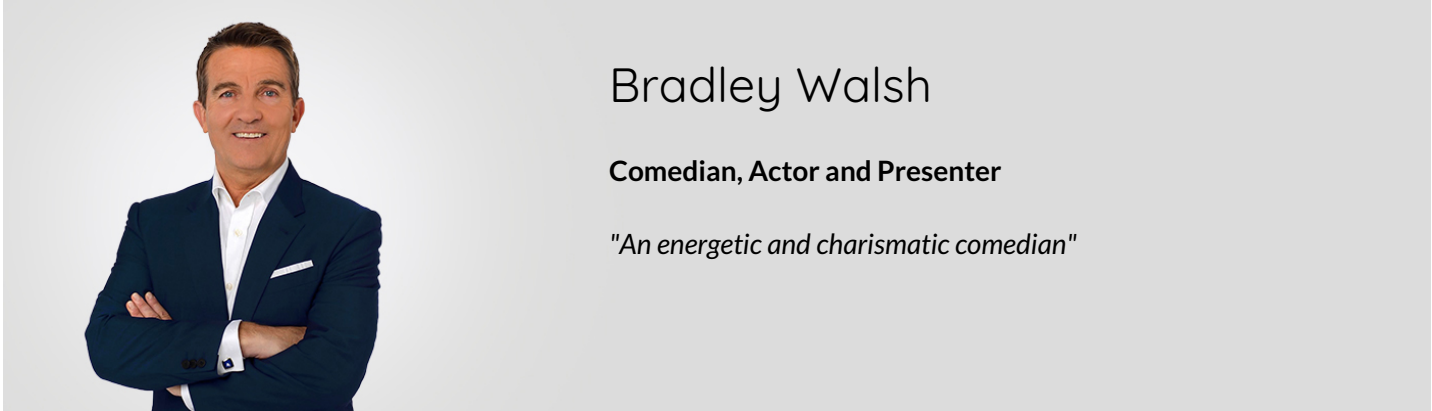 Bradley Walsh
Comedian, Actor and Presenter
"An energetic and charismatic comedian"